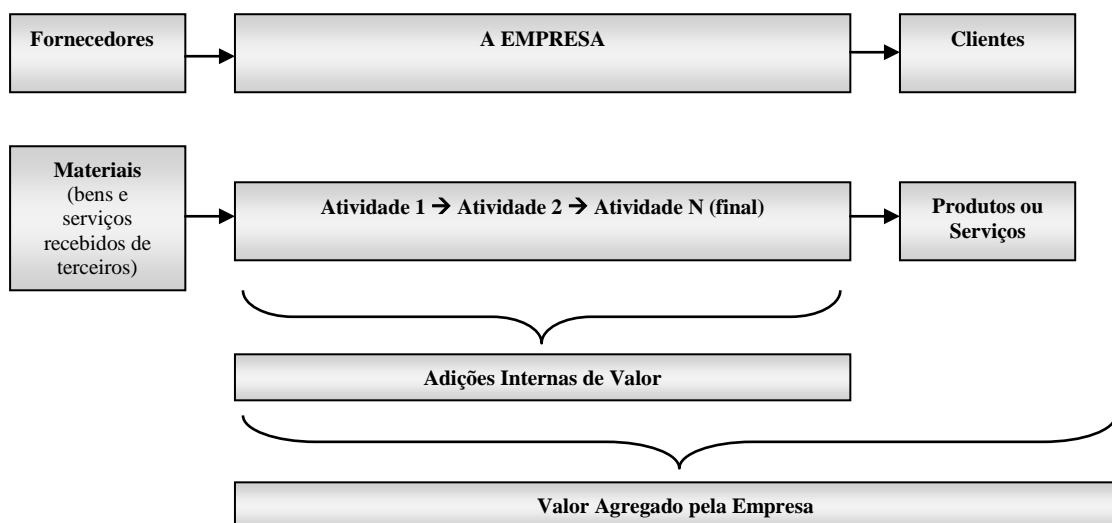 Fornecedores
A EMPRESA
Clientes
Materiais
(bens e
serviços
recebidos de
terceiros)
Atividade 1 → Atividade 2 → Atividade N (final)
Produtos ou
Serviços
Adições Internas de Valor
Valor Agregado pela Empresa